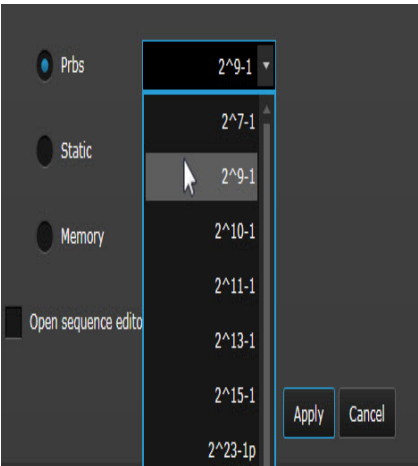 Prbs
2^9-1
2^7-1
Static
2^9-1
Memory
2^10-1
2^11-1
Open sequence edito
2^13-1
2^15-1
Apply
Cancel
2^23-1p